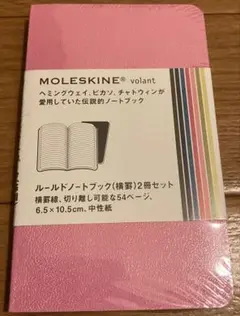 MOLESKINE® volant
ヘミングウェイ、ピカソ、チャトウィンが
愛用していた伝説的ノートブック
ルールドノートブック(横罫)2冊セット
横罫線、切り離し可能な54ページ、
6.5×10.5cm、中性紙